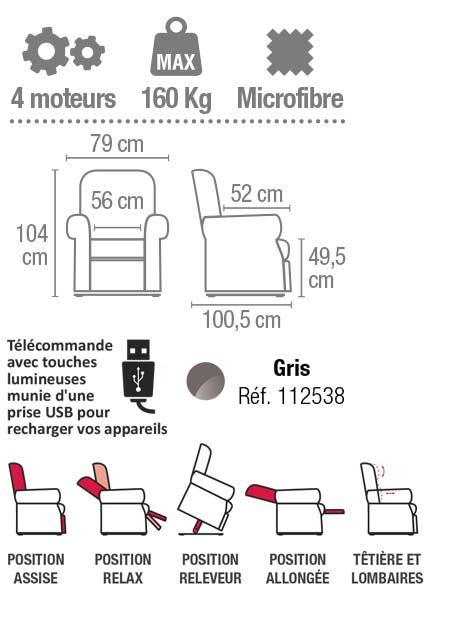 MAX
4 moteurs 160 Kg Microfibre
79 cm
56 cm
104 cm
52 cm
49,5 cm
100,5 cm
Télécommande
avec touches
lumineuses
munie d'une
prise USB pour
recharger vos appareils
Gris
Réf. 112538
POSITION ASSISE
POSITION RELAX
POSITION RELEVEUR
POSITION ALLONGÉE
TÊTIÈRE ET LOMBAIRES